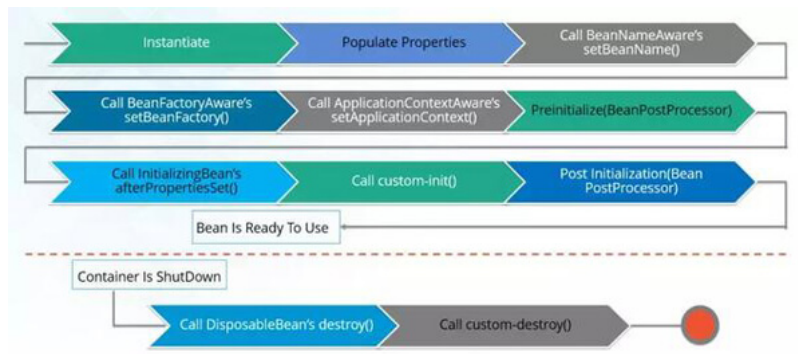 Instantiate
Populate Properties
Call BeanNameAware's
setBeanName()
Call BeanFactoryAware's
setBeanFactory()
Call ApplicationContextAware's
setApplicationContext()
Preinitialize(BeanPostProcessor)
Call InitializingBean's
afterPropertiesSet()
Call custom-init()
Post Initialization(Bean
PostProcessor)
Bean Is Ready To Use
Container Is ShutDown
Call DisposableBean's destroy()
Call custom-destroy()